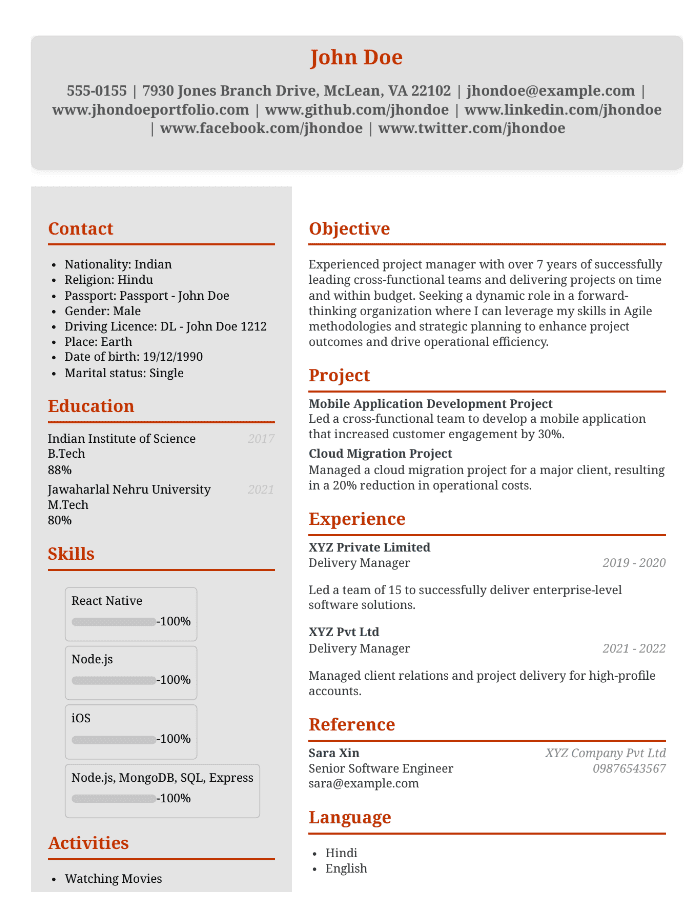 John Doe
555-0155 | 7930 Jones Branch Drive, McLean, VA 22102 | jhondoe@example.com |
www.jhondoeportfolio.com | www.github.com/jhondoe | www.linkedin.com/jhondoe
| www.facebook.com/jhondoe | www.twitter.com/jhondoe
Contact
• Nationality: Indian
• Religion: Hindu
• Passport: Passport - John Doe
• Gender: Male
• Driving Licence: DL - John Doe 1212
• Place: Earth
• Date of birth: 19/12/1990
• Marital status: Single
Education
Indian Institute of Science 2017
B.Tech
88%
Jawaharlal Nehru University 2021
M.Tech
80%
Skills
React Native
-100%
Node.js
-100%
iOS
-100%
Node.js, MongoDB, SQL, Express
-100%
Activities
• Watching Movies
Objective
Experienced project manager with over 7 years of successfully
leading cross-functional teams and delivering projects on time
and within budget. Seeking a dynamic role in a forward-
thinking organization where I can leverage my skills in Agile
methodologies and strategic planning to enhance project
outcomes and drive operational efficiency.
Project
Mobile Application Development Project
Led a cross-functional team to develop a mobile application
that increased customer engagement by 30%.
Cloud Migration Project
Managed a cloud migration project for a major client, resulting
in a 20% reduction in operational costs.
Experience
XYZ Private Limited
Delivery Manager 2019 - 2020
Led a team of 15 to successfully deliver enterprise-level
software solutions.
XYZ Pvt Ltd
Delivery Manager 2021 - 2022
Managed client relations and project delivery for high-profile
accounts.
Reference
Sara Xin XYZ Company Pvt Ltd
Senior Software Engineer 09876543567
sara@example.com
Language
• Hindi
• English